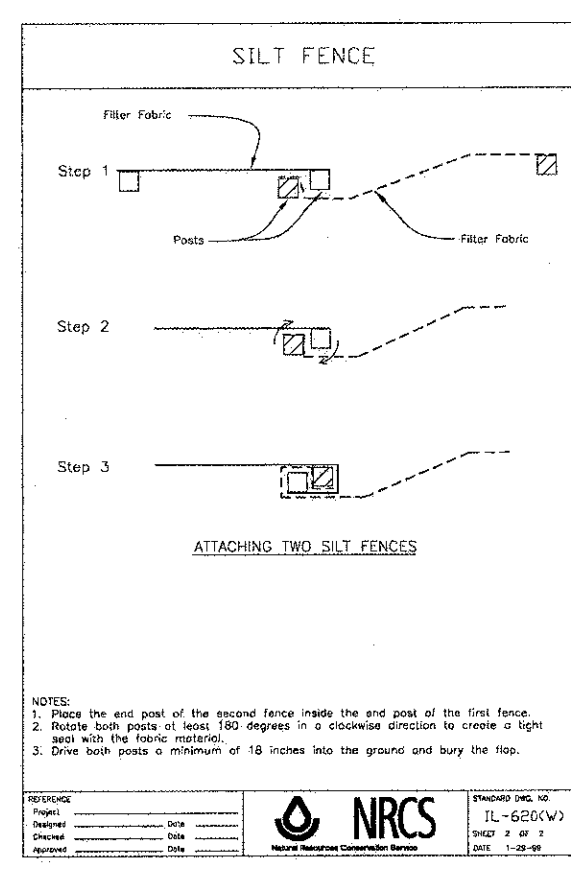 SILT FENCE
Filter Fabric
Step 1
Posts
Filter Fabric
Step 2
Step 3
ATTACHING TWO SILT FENCES
NOTES:
1. Place the end post of the second fence inside the end post of the first fence.
2. Rotate both posts at least 180 degrees in a clockwise direction to create a tight
seal with the fabric material.
3. Drive both posts a minimum of 18 inches into the ground and bury the flap.
REFERENCE
Project
Designed Date
Checked Date
Approved Date
NRCS
Natural Resources Conservation Service
STANDARD DWG. NO.
IL-620(W)
SHEET 2 OF 2
DATE 1-29-99